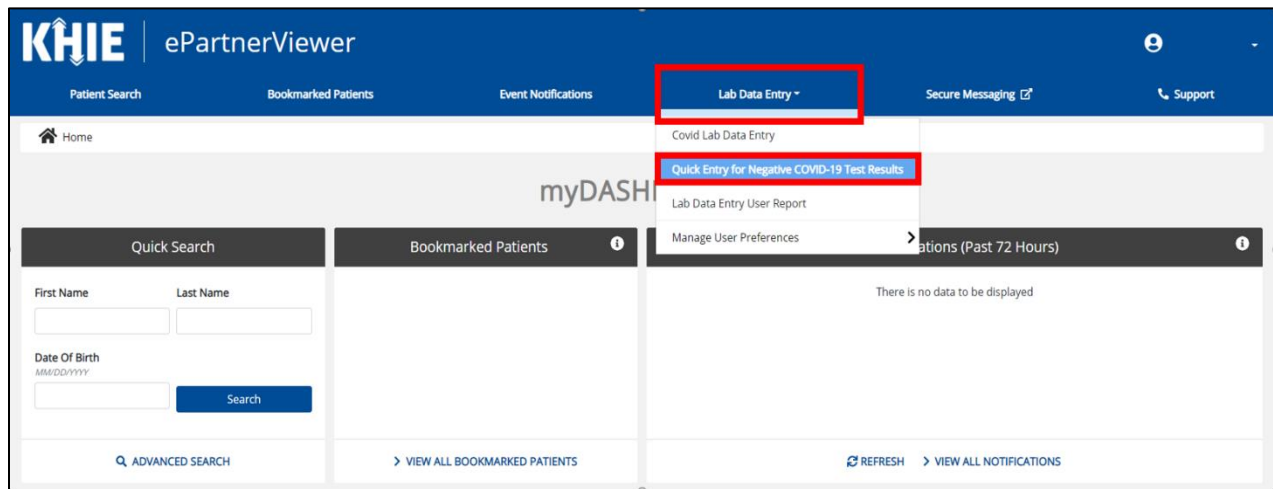 KHIE ePartnerViewer
Patient Search Bookmarked Patients Event Notifications Lab Data Entry Secure Messaging Support
Home
Covid Lab Data Entry
Quick Entry for Negative COVID-19 Test Results
Lab Data Entry User Report
Manage User Preferences
myDASH
Quick Search
Bookmarked Patients
ations (Past 72 Hours)
First Name Last Name
Date Of Birth
MM/DD/YYYY
Search
There is no data to be displayed
ADVANCED SEARCH
VIEW ALL BOOKMARKED PATIENTS
REFRESH VIEW ALL NOTIFICATIONS